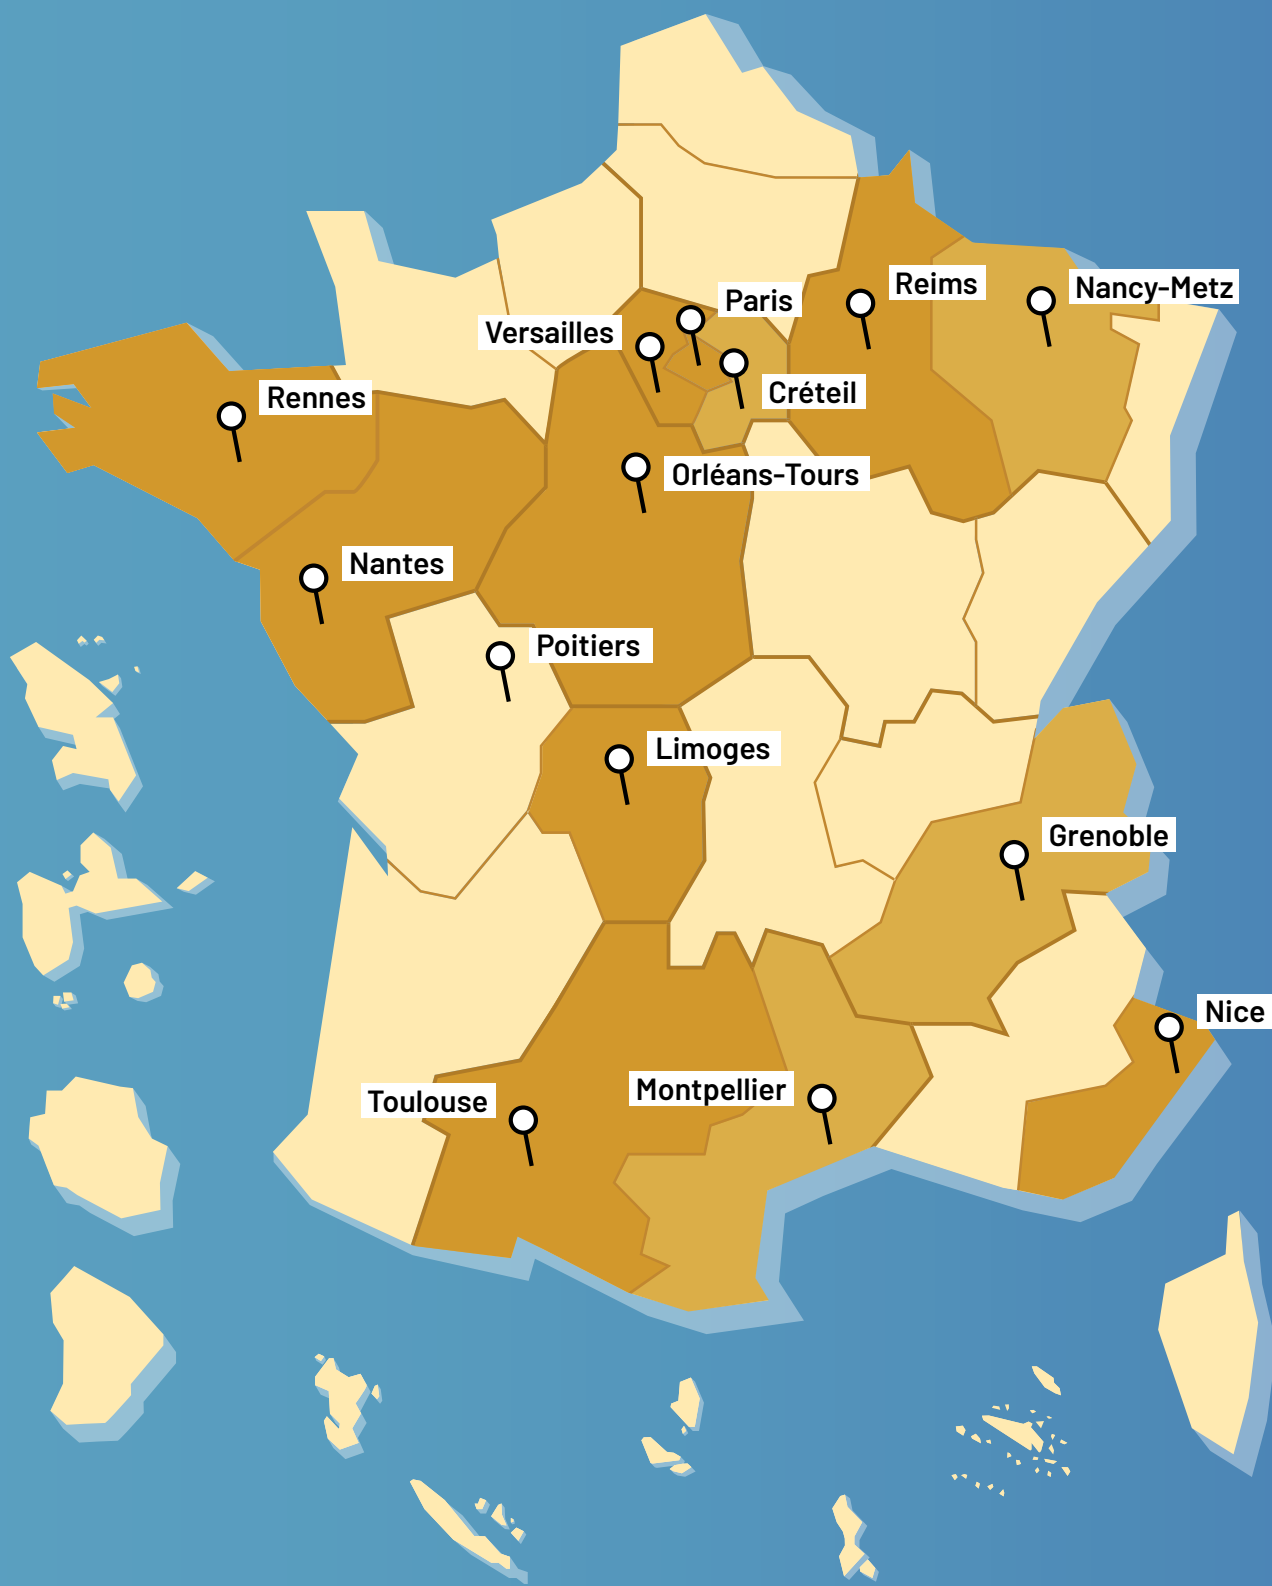 Reims
Nancy-Metz
Paris
Versailles
Créteil
Rennes
Orléans-Tours
Nantes
Poitiers
Limoges
Grenoble
Nice
Montpellier
Toulouse